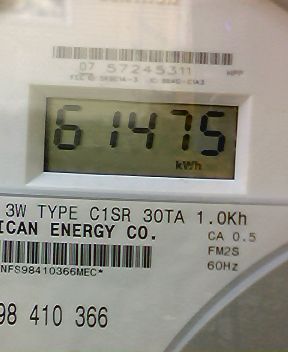 07 57245311
61475
kWh
3W TYPE C1SR 30TA 1.0Kh
ICAN ENERGY CO.
CA 0.5
FM2S
60Hz
NFS98410366MEC*
98 410 366